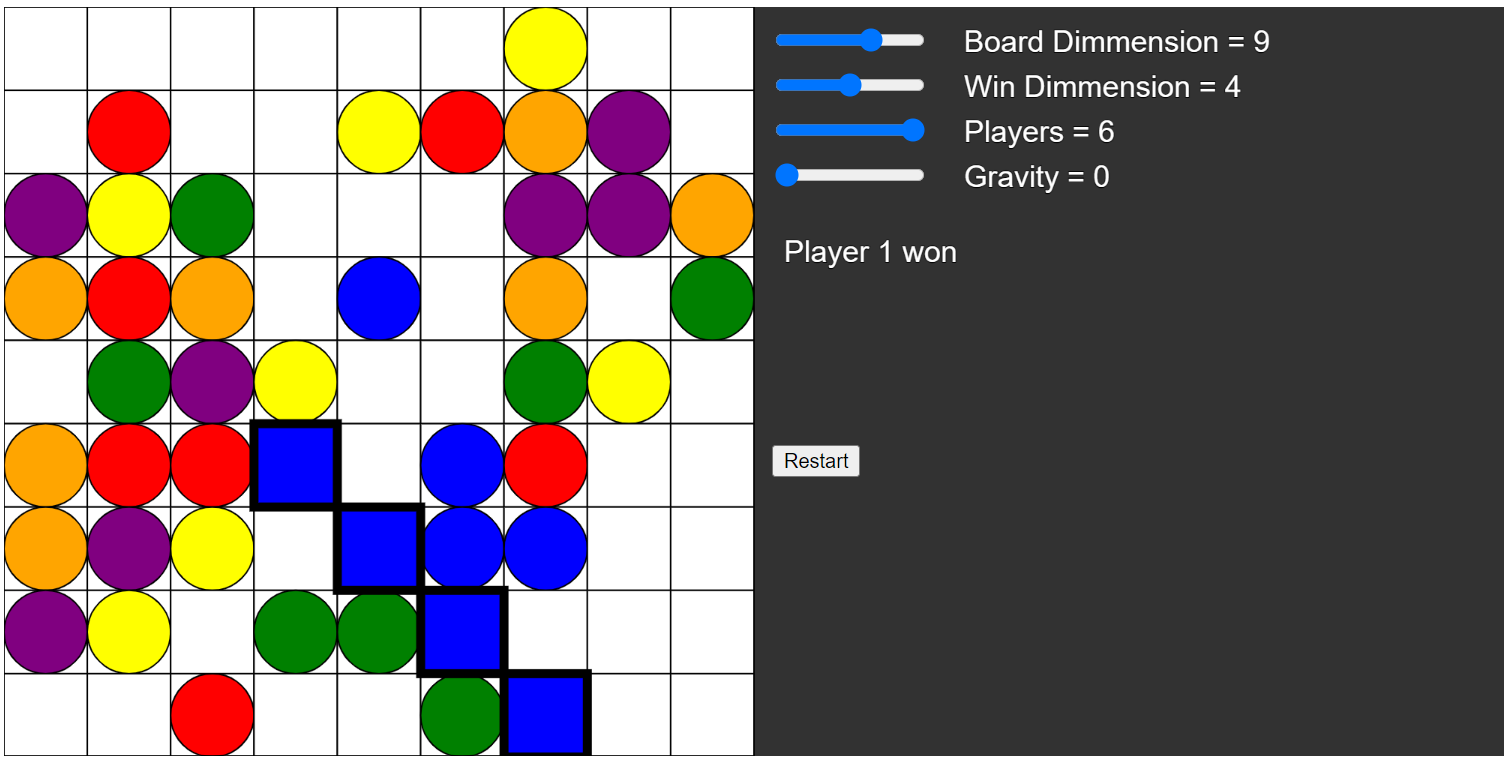 Board Dimmension = 9
Win Dimmension = 4
Players = 6
Gravity = 0
Player 1 won
Restart